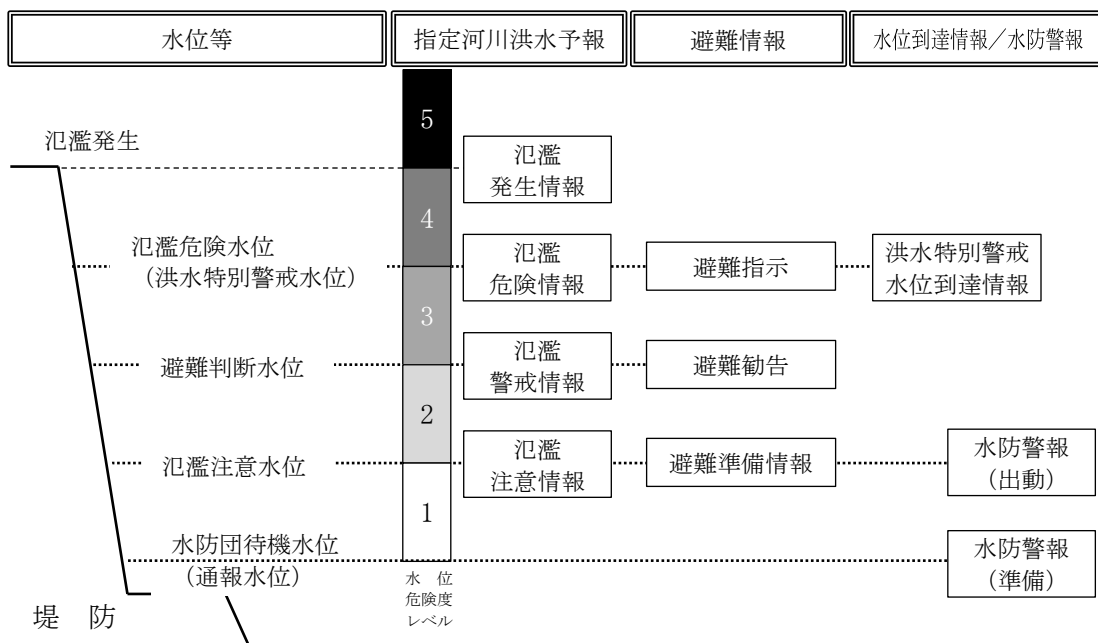 水位等
指定河川洪水予報
避難情報
水位到達情報／水防警報
5
氾濫発生
氾濫
発生情報
4
氾濫危険水位
（洪水特別警戒水位）
氾濫
危険情報
避難指示
洪水特別警戒
水位到達情報
3
避難判断水位
氾濫
警戒情報
避難勧告
2
氾濫注意水位
氾濫
注意情報
避難準備情報
水防警報
（出動）
1
水防団待機水位
（通報水位）
水防警報
（準備）
水　位
危険度
レベル
堤　防